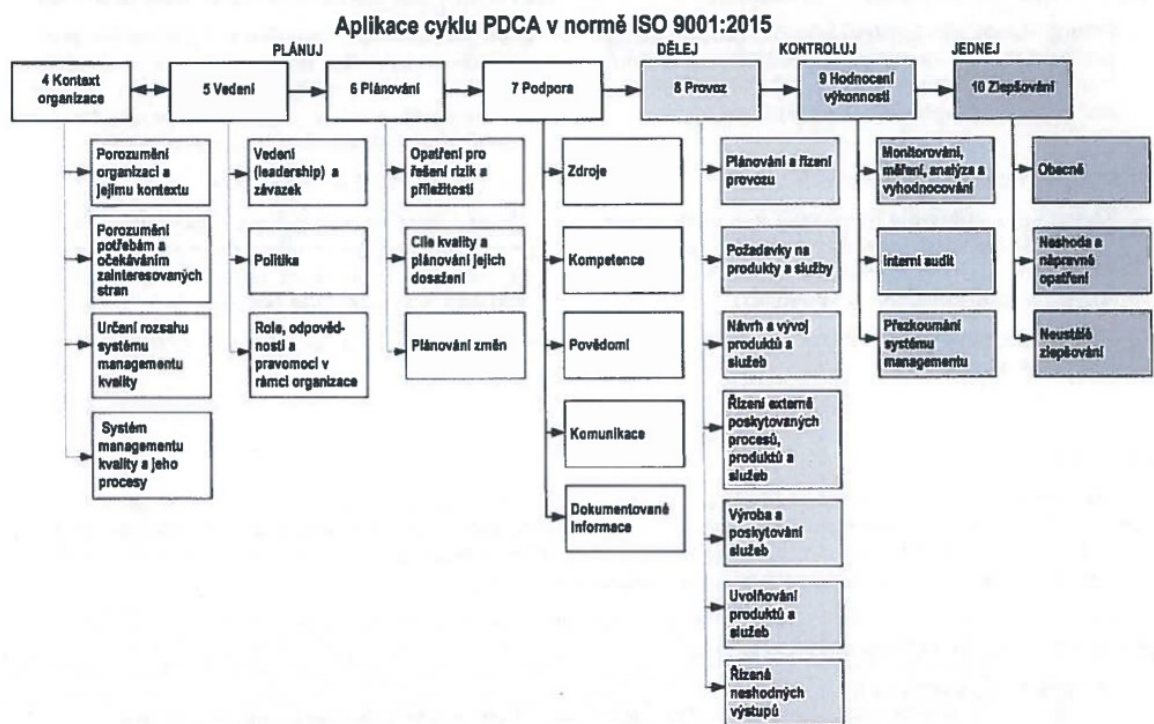 Aplikace cyklu PDCA v normě ISO 9001:2015
PLÁNUJ
DĚLEJ
KONTROLUJ
JEDNEJ
4 Kontext
organizace
5 Vedení
6 Plánování
7 Podpora
8 Provoz
9 Hodnocení
výkonnosti
10 Zlepšování
Porozumění
organizaci a
jejímu kontextu
Porozumění
potřebám a
očekáváním
zainteresovaných
stran
Určení rozsahu
systému
managementu
kvality
Systém
managementu
kvality a jeho
procesy
Vedení
(leadership) a
závazek
Politika
Role, odpověd-
nosti a
pravomoci v
rámci organizace
Opatření pro
řešení rizik a
příležitostí
Cíle kvality a
plánování jejich
dosažení
Plánování změn
Zdroje
Kompetence
Povědomí
Komunikace
Dokumentované
informace
Plánování a řízení
provozu
Požadavky na
produkty a služby
Návrh a vývoj
produktů a
služeb
Řízení externě
poskytovaných
procesů,
produktů a
služeb
Výroba a
poskytování
služeb
Uvolňování
produktů a
služeb
Řízená
neshodných
výstupů
Monitorování,
měření, analýza a
vyhodnocování
Interní audit
Přezkoumání
systému
managementu
Obecně
Neshoda a
nápravné
opatření
Neustálé
zlepšování